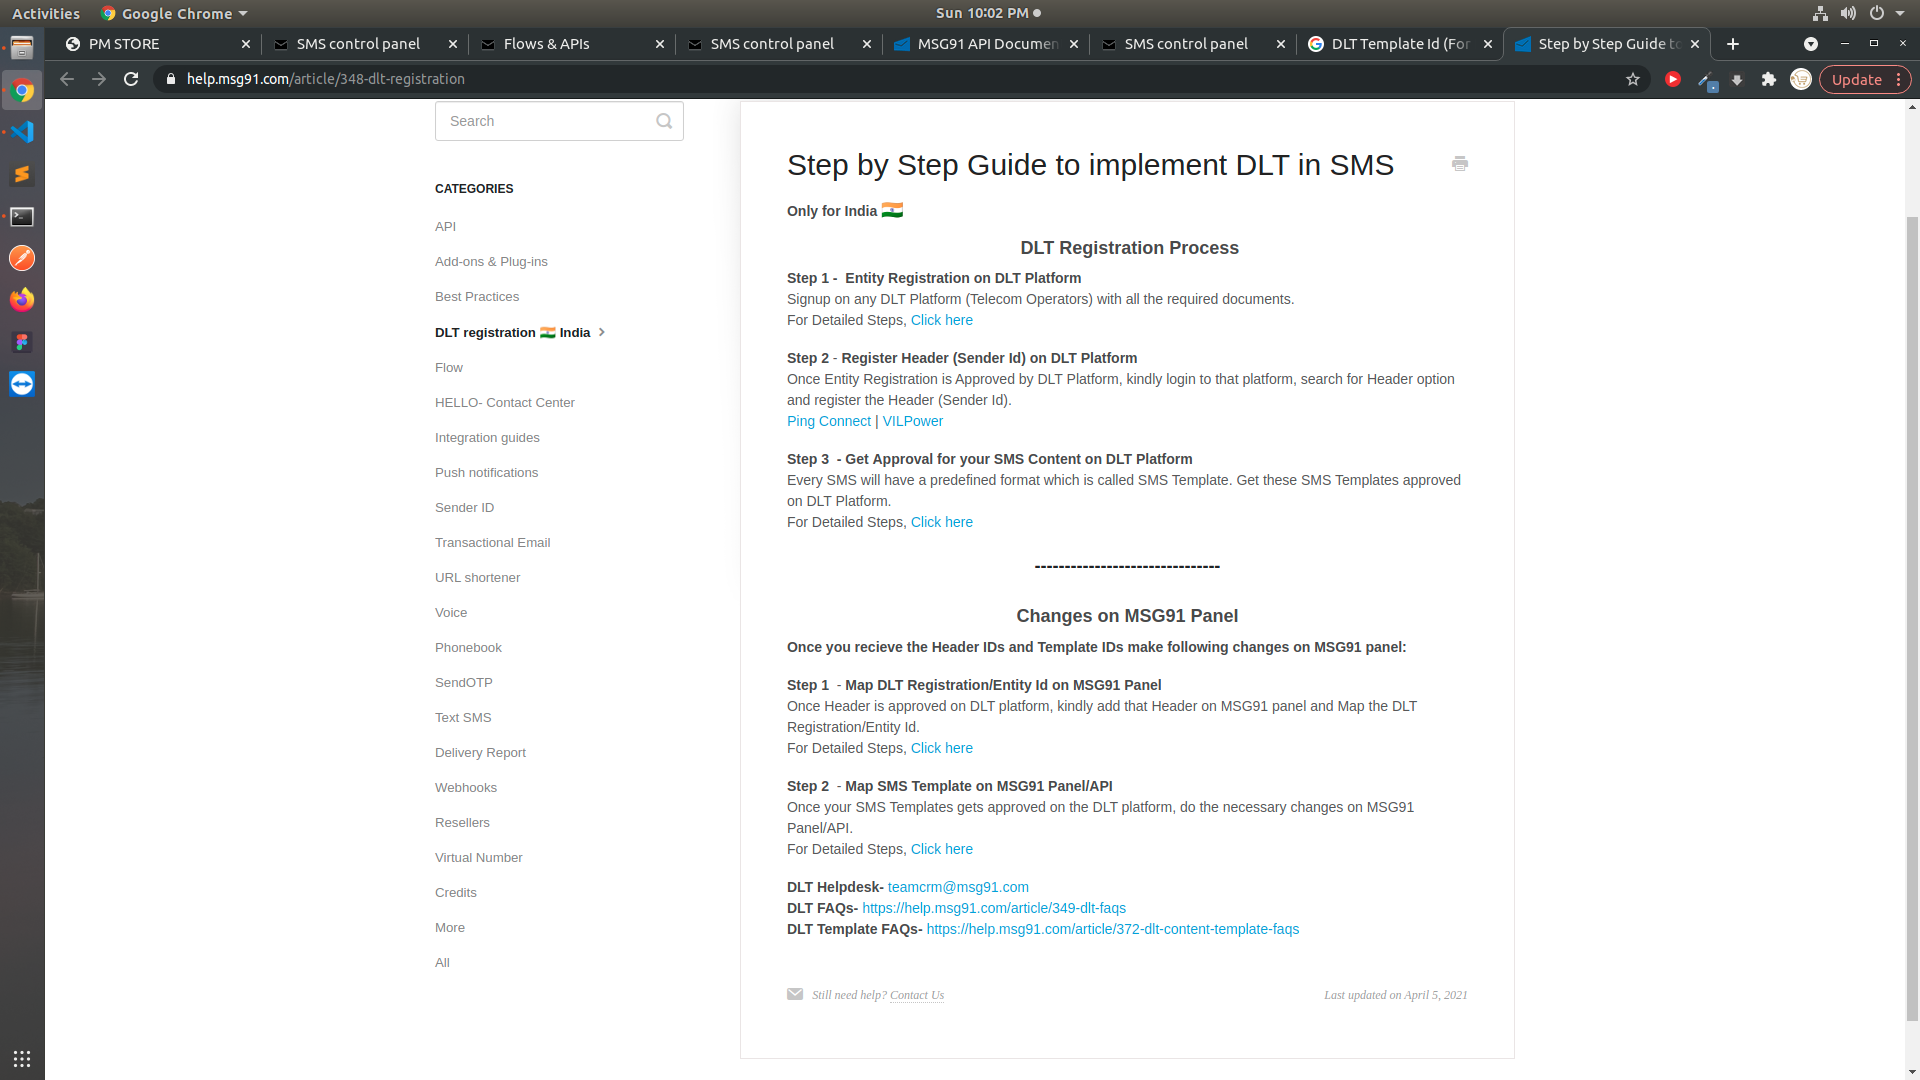 Activities
Google Chrome
Sun 10:02 PM
PM STORE
SMS control panel
Flows & APIs
SMS control panel
MSG91 API Documen
SMS control panel
DLT Template Id (For
Step by Step Guide to
help.msg91.com/article/348-dlt-registration
Update
Search
CATEGORIES
API
Add-ons & Plug-ins
Best Practices
DLT registration 🇮🇳 India
Flow
HELLO- Contact Center
Integration guides
Push notifications
Sender ID
Transactional Email
URL shortener
Voice
Phonebook
SendOTP
Text SMS
Delivery Report
Webhooks
Resellers
Virtual Number
Credits
More
All
Step by Step Guide to implement DLT in SMS
Only for India 🇮🇳
DLT Registration Process
Step 1 - Entity Registration on DLT Platform
Signup on any DLT Platform (Telecom Operators) with all the required documents.
For Detailed Steps, Click here
Step 2 - Register Header (Sender Id) on DLT Platform
Once Entity Registration is Approved by DLT Platform, kindly login to that platform, search for Header option
and register the Header (Sender Id).
Ping Connect | VILPower
Step 3 - Get Approval for your SMS Content on DLT Platform
Every SMS will have a predefined format which is called SMS Template. Get these SMS Templates approved
on DLT Platform.
For Detailed Steps, Click here
-------------------------------
Changes on MSG91 Panel
Once you recieve the Header IDs and Template IDs make following changes on MSG91 panel:
Step 1 - Map DLT Registration/Entity Id on MSG91 Panel
Once Header is approved on DLT platform, kindly add that Header on MSG91 panel and Map the DLT
Registration/Entity Id.
For Detailed Steps, Click here
Step 2 - Map SMS Template on MSG91 Panel/API
Once your SMS Templates gets approved on the DLT platform, do the necessary changes on MSG91
Panel/API.
For Detailed Steps, Click here
DLT Helpdesk- teamcrm@msg91.com
DLT FAQs- https://help.msg91.com/article/349-dlt-faqs
DLT Template FAQs- https://help.msg91.com/article/372-dlt-content-template-faqs
Still need help? Contact Us
Last updated on April 5, 2021